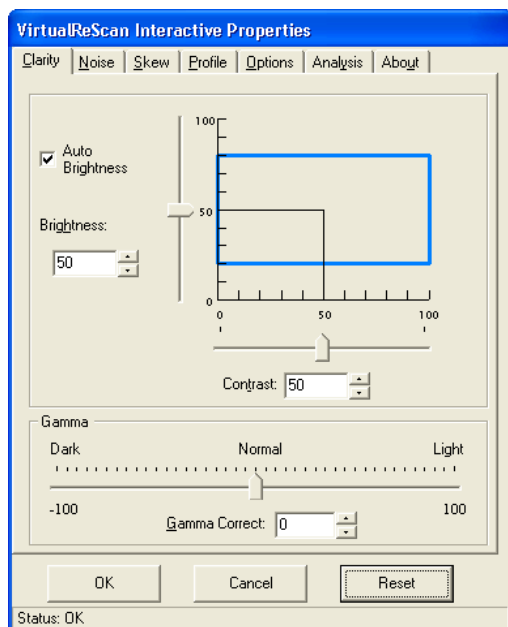 VirtualReScan Interactive Properties
Clarity Noise Skew Profile Options Analysis About
100
Auto
Brightness
50
Brightness:
50
0
0 50 100
Contrast: 50
Gamma
Dark Normal Light
-100 100
Gamma Correct: 0
OK Cancel Reset
Status: OK